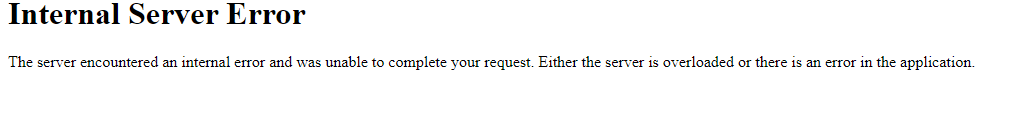 Internal Server Error
The server encountered an internal error and was unable to complete your request. Either the server is overloaded or there is an error in the application.